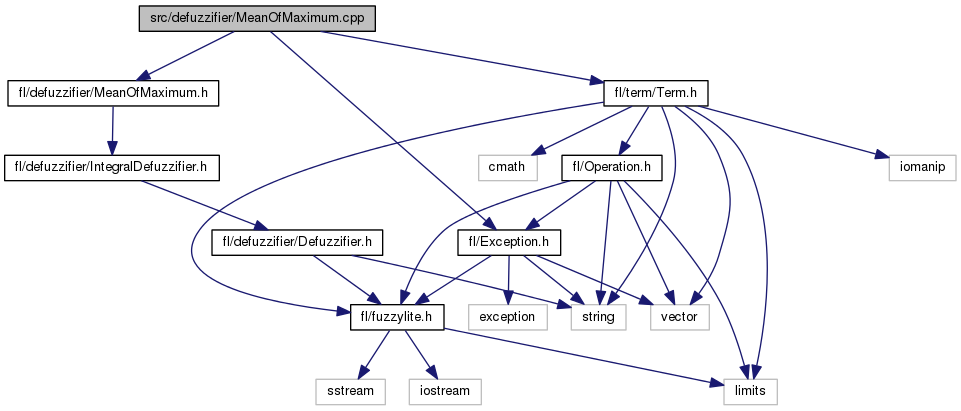 src/defuzzifier/MeanOfMaximum.cpp
fl/defuzzifier/MeanOfMaximum.h
fl/term/Term.h
fl/defuzzifier/IntegralDefuzzifier.h
cmath
fl/Operation.h
iomanip
fl/defuzzifier/Defuzzifier.h
fl/Exception.h
fl/fuzzylite.h
exception
string
vector
sstream
iostream
limits